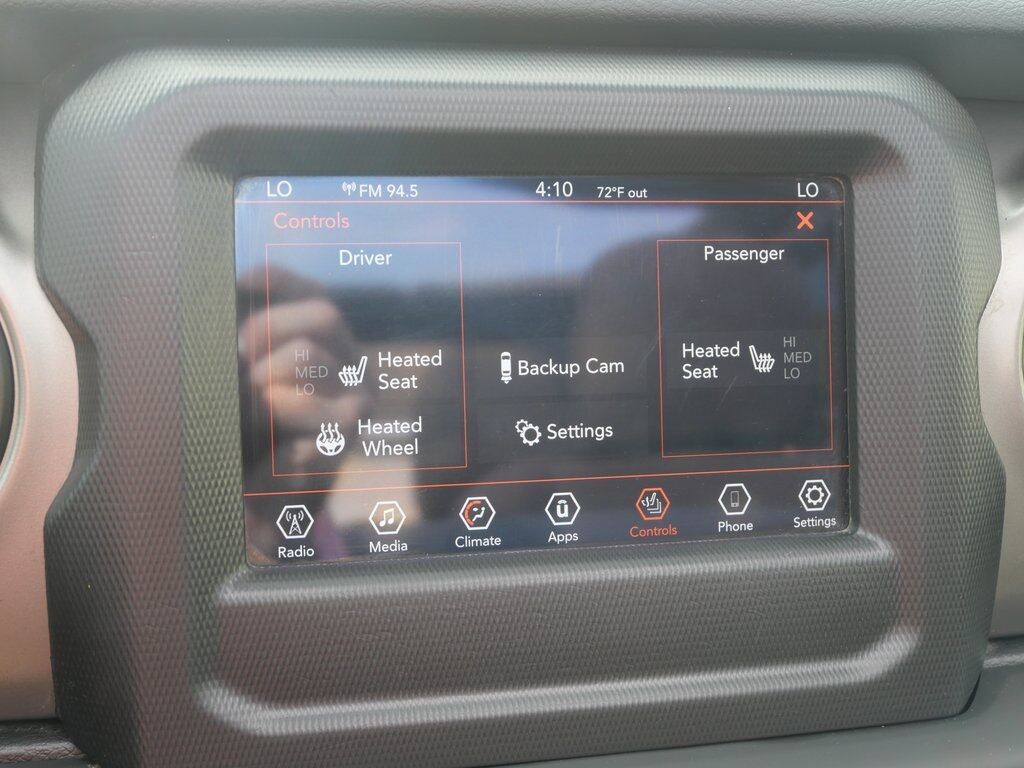 LO FM 94.5 4:10 72°F out LO
Controls X
Driver
HI
MED
LO
Heated
Seat
Heated
Wheel
Backup Cam
Settings
Passenger
Heated
Seat
HI
MED
LO
Radio Media Climate Apps Controls Phone Settings